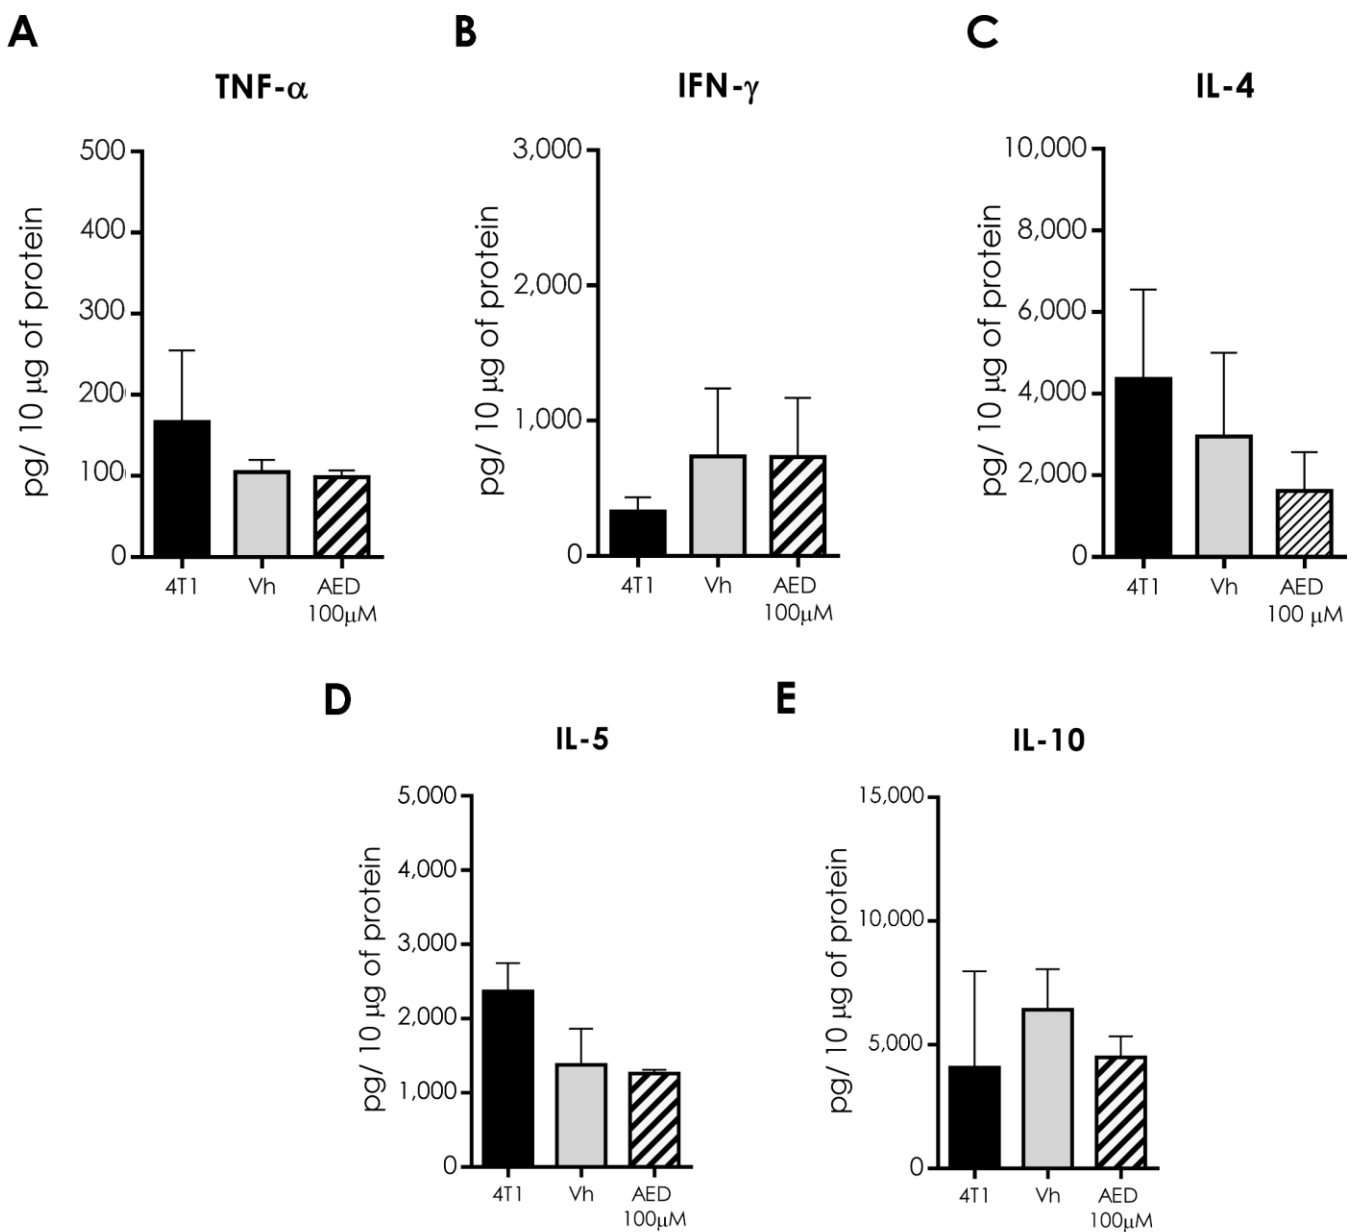 A
TNF-α
pg/ 10 µg of protein
500
400
300
200
100
0
4T1
Vh
AED
100µM
B
IFN-γ
pg/ 10 µg of protein
3,000
2,000
1,000
0
4T1
Vh
AED
100µM
C
IL-4
pg/ 10 µg of protein
10,000
8,000
6,000
4,000
2,000
0
4T1
Vh
AED
100 µM
D
IL-5
pg/ 10 µg of protein
5,000
4,000
3,000
2,000
1,000
0
4T1
Vh
AED
100µM
E
IL-10
pg/ 10 µg of protein
15,000
10,000
5,000
0
4T1
Vh
AED
100µM